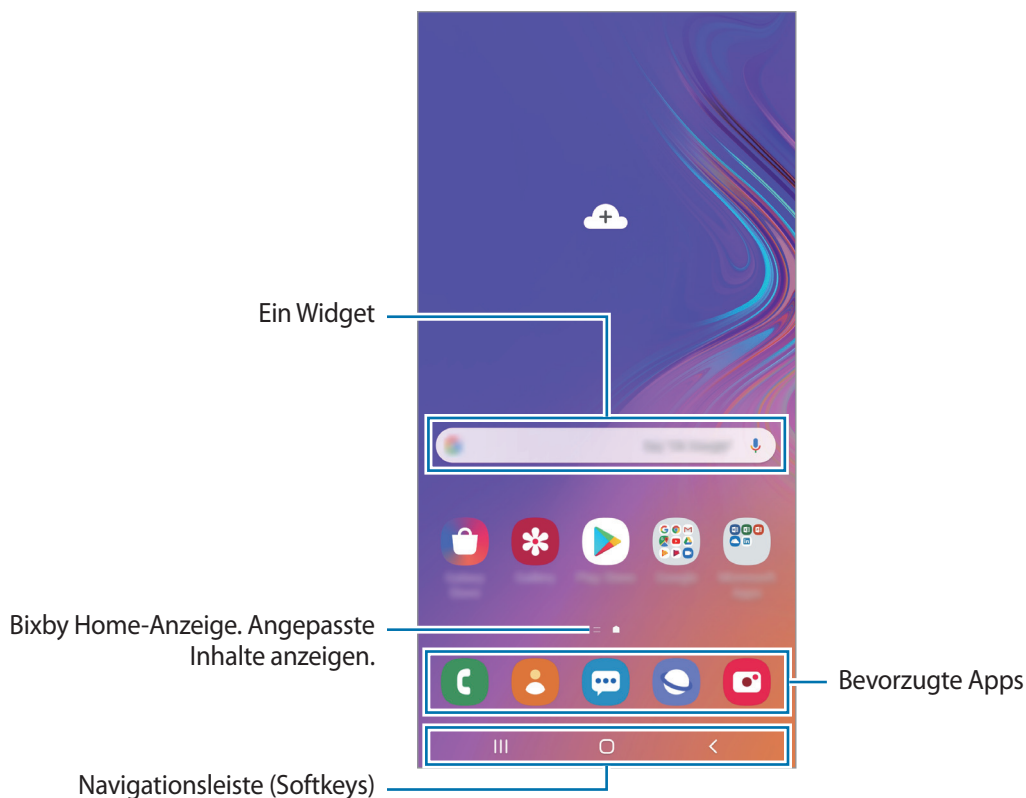 Ein Widget
Bixby Home-Anzeige. Angepasste
Inhalte anzeigen.
Bevorzugte Apps
Navigationsleiste (Softkeys)